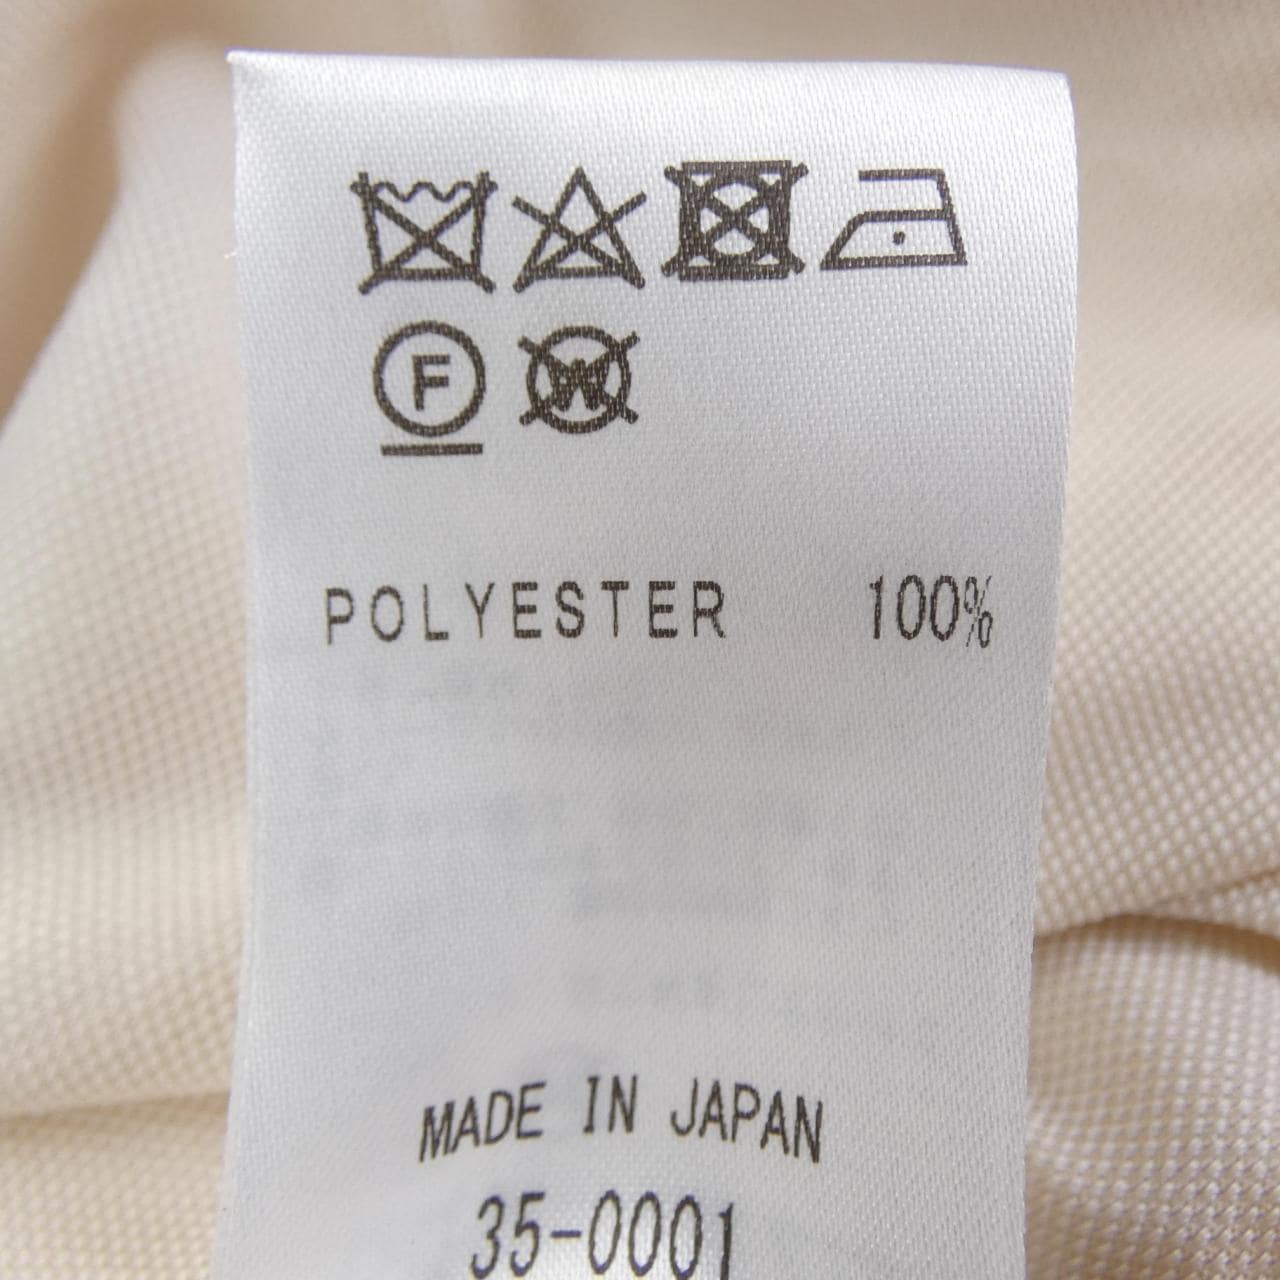 F W
POLYESTER 100%
MADE IN JAPAN
35-0001